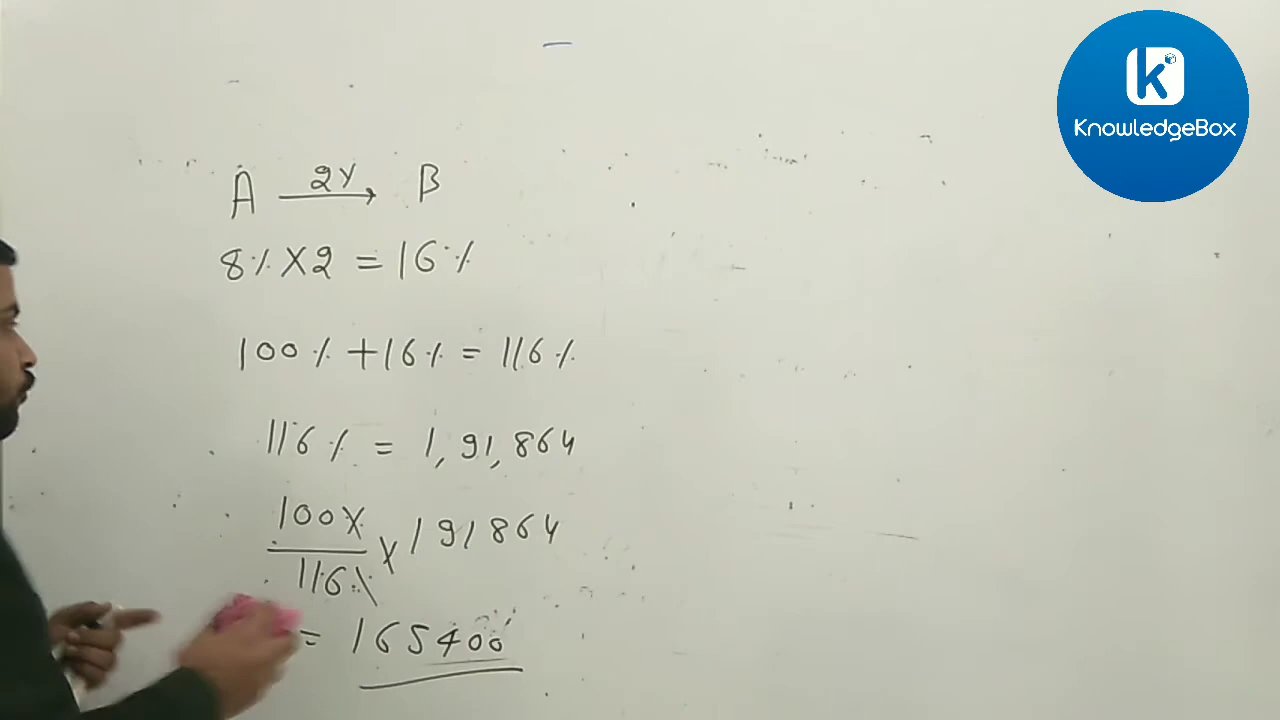 k
KnowledgeBox
A 2Y→ B
8% X 2 = 16%
100% + 16% = 116%
116% = 1,91,864
100% / 116% X 191864
= 165400